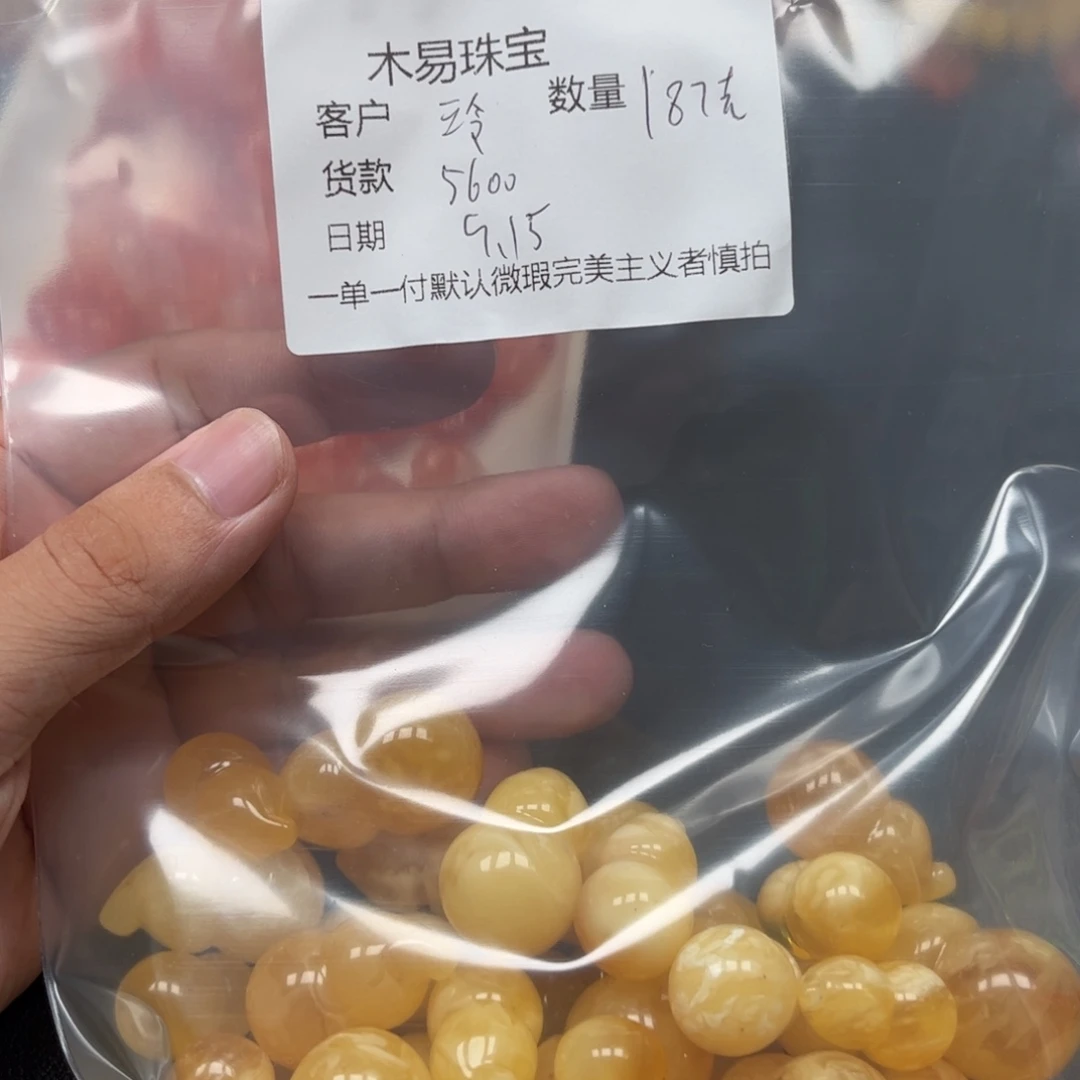 木易珠宝
客户 玲 数量 187克
货款 5600
日期 9.15
一单一付默认微瑕完美主义者慎拍